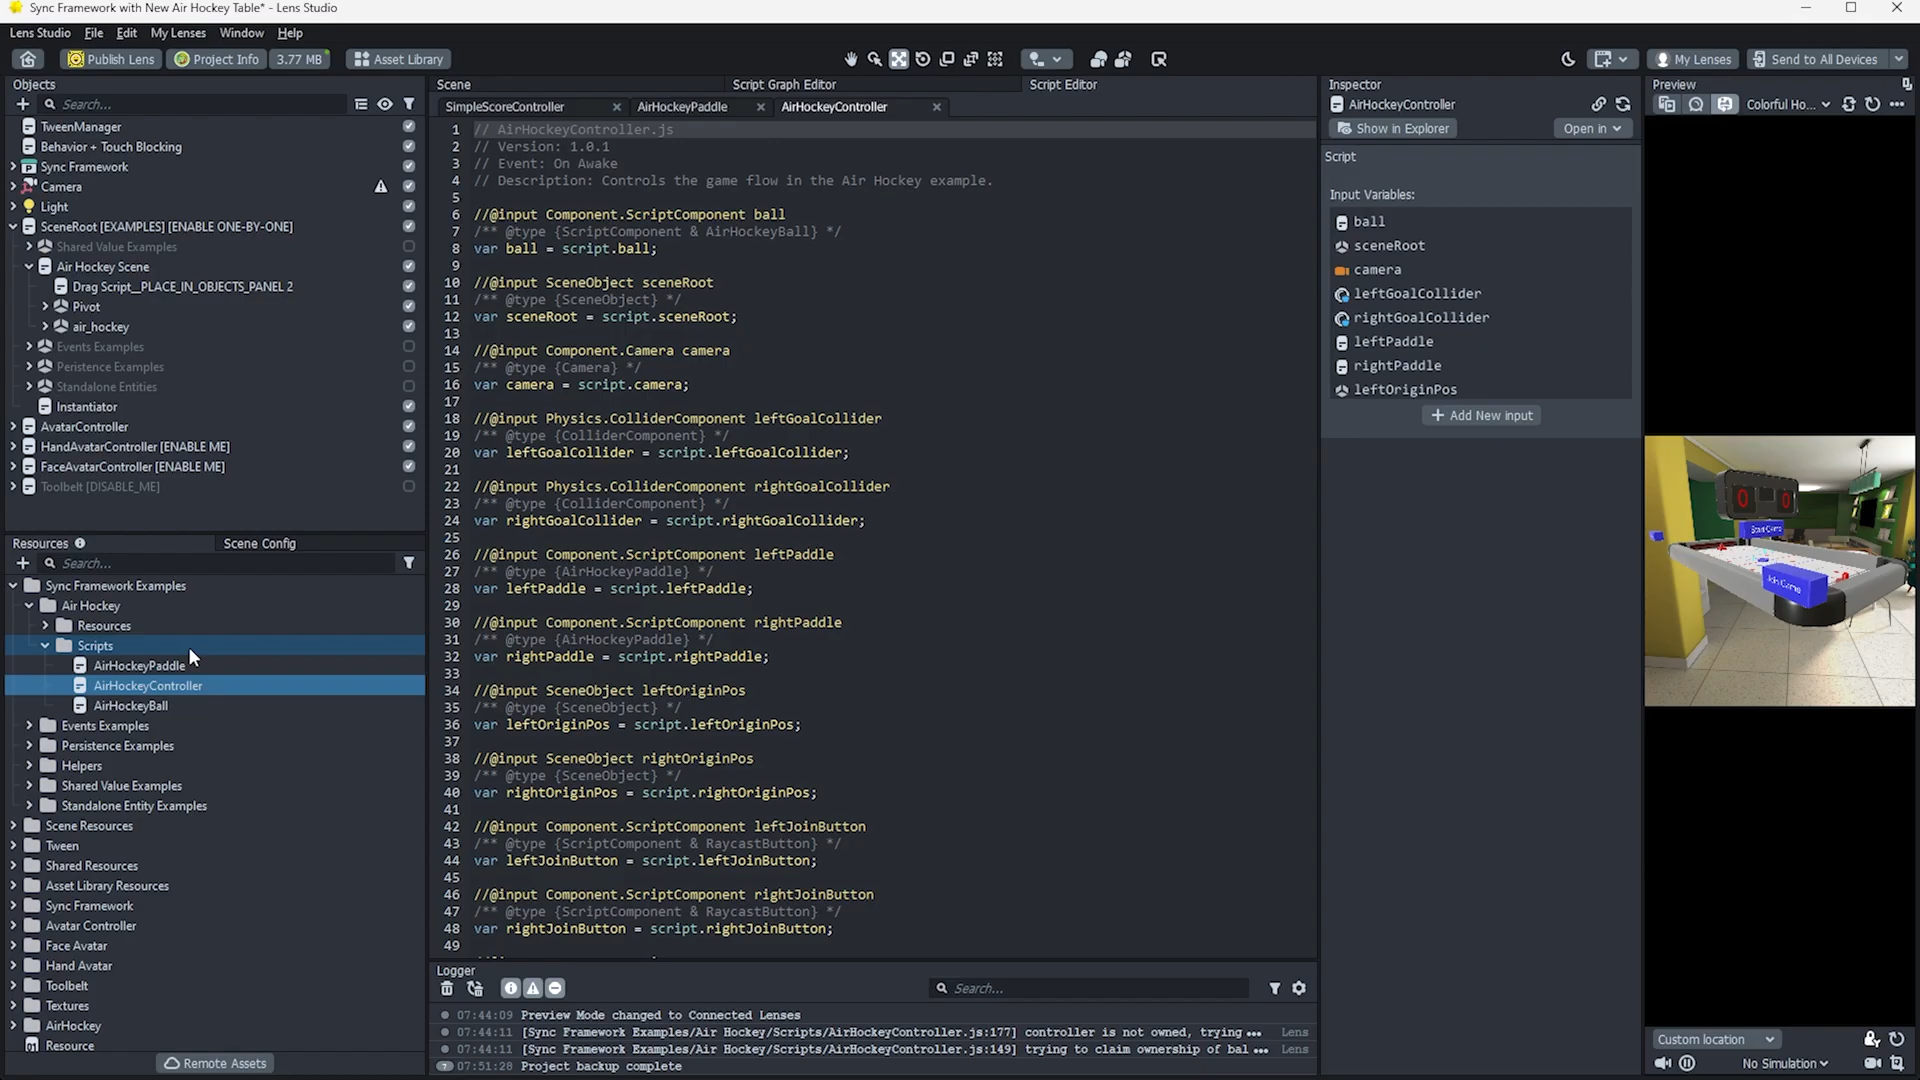 Sync Framework with New Air Hockey Table* - Lens Studio
Lens Studio File Edit My Lenses Window Help
Publish Lens Project Info 3.77 MB Asset Library My Lenses Send to All Devices
Objects
Search...
TweenManager
Behavior + Touch Blocking
Sync Framework
Camera
Light
SceneRoot [EXAMPLES] [ENABLE ONE-BY-ONE]
Shared Value Examples
Air Hockey Scene
Drag Script__PLACE_IN_OBJECTS_PANEL 2
Pivot
air_hockey
Events Examples
Peristence Examples
Standalone Entities
Instantiator
AvatarController
HandAvatarController [ENABLE ME]
FaceAvatarController [ENABLE ME]
Toolbelt [DISABLE_ME]
Resources Scene Config
Search...
Sync Framework Examples
Air Hockey
Resources
Scripts
AirHockeyPaddle
AirHockeyController
AirHockeyBall
Events Examples
Persistence Examples
Helpers
Shared Value Examples
Standalone Entity Examples
Scene Resources
Tween
Shared Resources
Asset Library Resources
Sync Framework
Avatar Controller
Face Avatar
Hand Avatar
Toolbelt
Textures
AirHockey
Resource
Remote Assets
Scene Script Graph Editor Script Editor
SimpleScoreController AirHockeyPaddle AirHockeyController
1 // AirHockeyController.js
2 // Version: 1.0.1
3 // Event: On Awake
4 // Description: Controls the game flow in the Air Hockey example.
5
6 //@input Component.ScriptComponent ball
7 /** @type {ScriptComponent & AirHockeyBall} */
8 var ball = script.ball;
9
10 //@input SceneObject sceneRoot
11 /** @type {SceneObject} */
12 var sceneRoot = script.sceneRoot;
13
14 //@input Component.Camera camera
15 /** @type {Camera} */
16 var camera = script.camera;
17
18 //@input Physics.ColliderComponent leftGoalCollider
19 /** @type {ColliderComponent} */
20 var leftGoalCollider = script.leftGoalCollider;
21
22 //@input Physics.ColliderComponent rightGoalCollider
23 /** @type {ColliderComponent} */
24 var rightGoalCollider = script.rightGoalCollider;
25
26 //@input Component.ScriptComponent leftPaddle
27 /** @type {AirHockeyPaddle} */
28 var leftPaddle = script.leftPaddle;
29
30 //@input Component.ScriptComponent rightPaddle
31 /** @type {AirHockeyPaddle} */
32 var rightPaddle = script.rightPaddle;
33
34 //@input SceneObject leftOriginPos
35 /** @type {SceneObject} */
36 var leftOriginPos = script.leftOriginPos;
37
38 //@input SceneObject rightOriginPos
39 /** @type {SceneObject} */
40 var rightOriginPos = script.rightOriginPos;
41
42 //@input Component.ScriptComponent leftJoinButton
43 /** @type {ScriptComponent & RaycastButton} */
44 var leftJoinButton = script.leftJoinButton;
45
46 //@input Component.ScriptComponent rightJoinButton
47 /** @type {ScriptComponent & RaycastButton} */
48 var rightJoinButton = script.rightJoinButton;
49
Logger
Search...
07:44:09 Preview Mode changed to Connected Lenses
07:44:11 [Sync Framework Examples/Air Hockey/Scripts/AirHockeyController.js:177] controller is not owned, trying ••• Lens
07:44:11 [Sync Framework Examples/Air Hockey/Scripts/AirHockeyController.js:149] trying to claim ownership of bal ••• Lens
07:51:28 Project backup complete
Inspector
AirHockeyController
Show in Explorer Open in
Script
Input Variables:
ball
sceneRoot
camera
leftGoalCollider
rightGoalCollider
leftPaddle
rightPaddle
leftOriginPos
+ Add New input
Preview
Colorful Ho...
0 0
Start Game
Join Game
Custom location
No Simulation